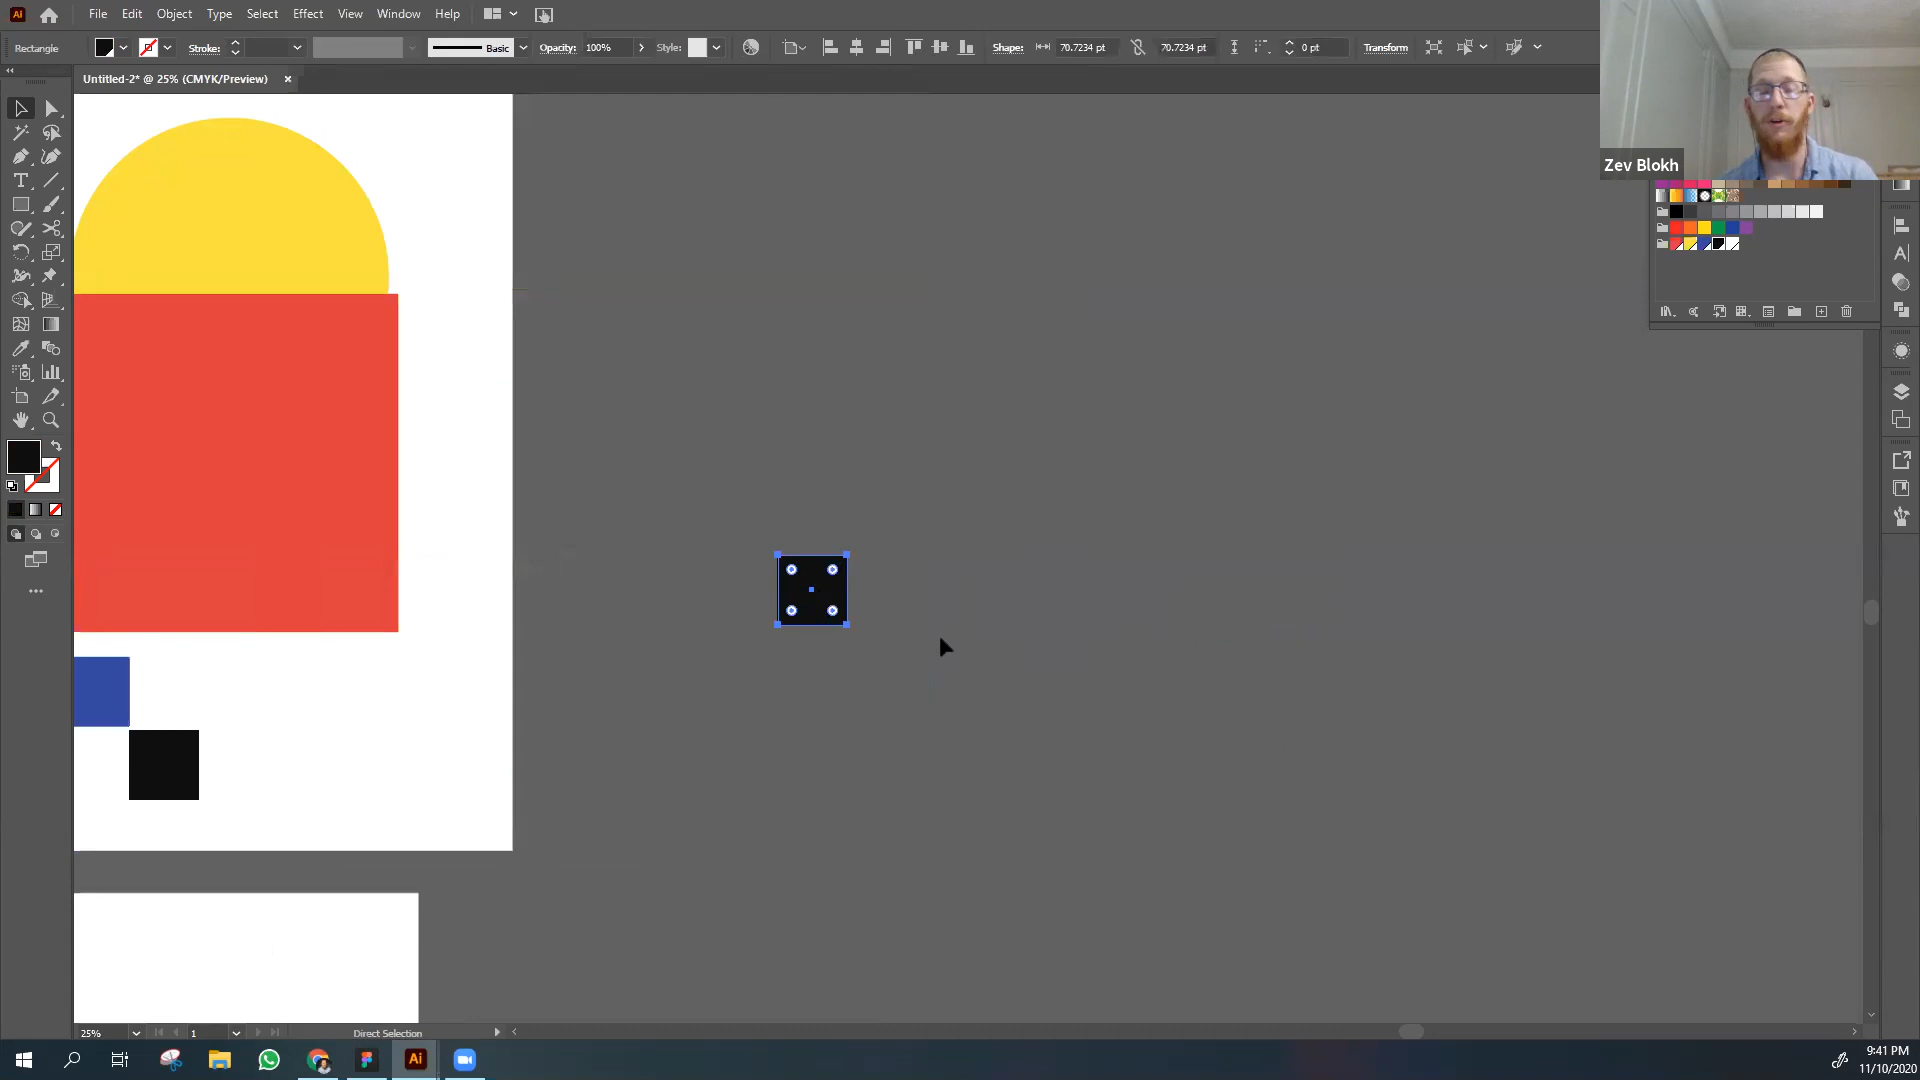 Ai File Edit Object Type Select Effect View Window Help
Rectangle Stroke: Basic Opacity: 100% Style: Shape: 70.7234 pt 70.7234 pt 0 pt Transform
Untitled-2* @ 25% (CMYK/Preview) ×
Zev Blokh
25% 1 Direct Selection
Ai
9:41 PM
11/10/2020